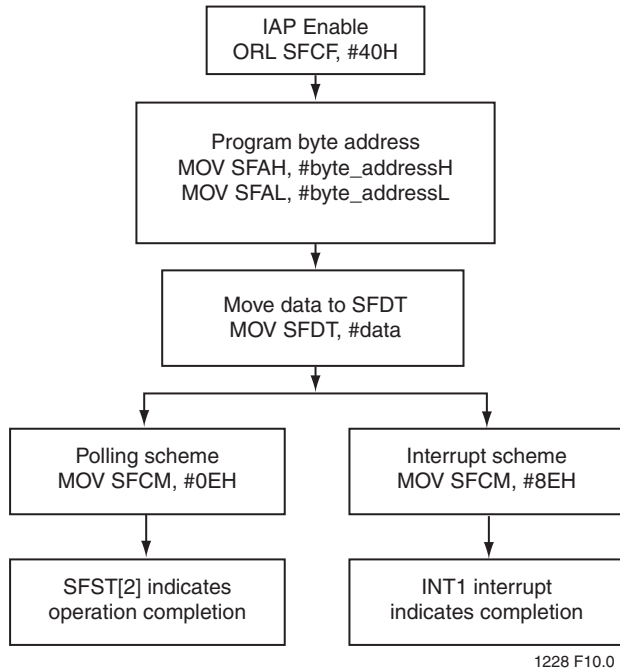 IAP Enable
ORL SFCF, #40H
Program byte address
MOV SFAH, #byte_addressH
MOV SFAL, #byte_addressL
Move data to SFDT
MOV SFDT, #data
Polling scheme
MOV SFCM, #0EH
Interrupt scheme
MOV SFCM, #8EH
SFST[2] indicates
operation completion
INT1 interrupt
indicates completion
1228 F10.0